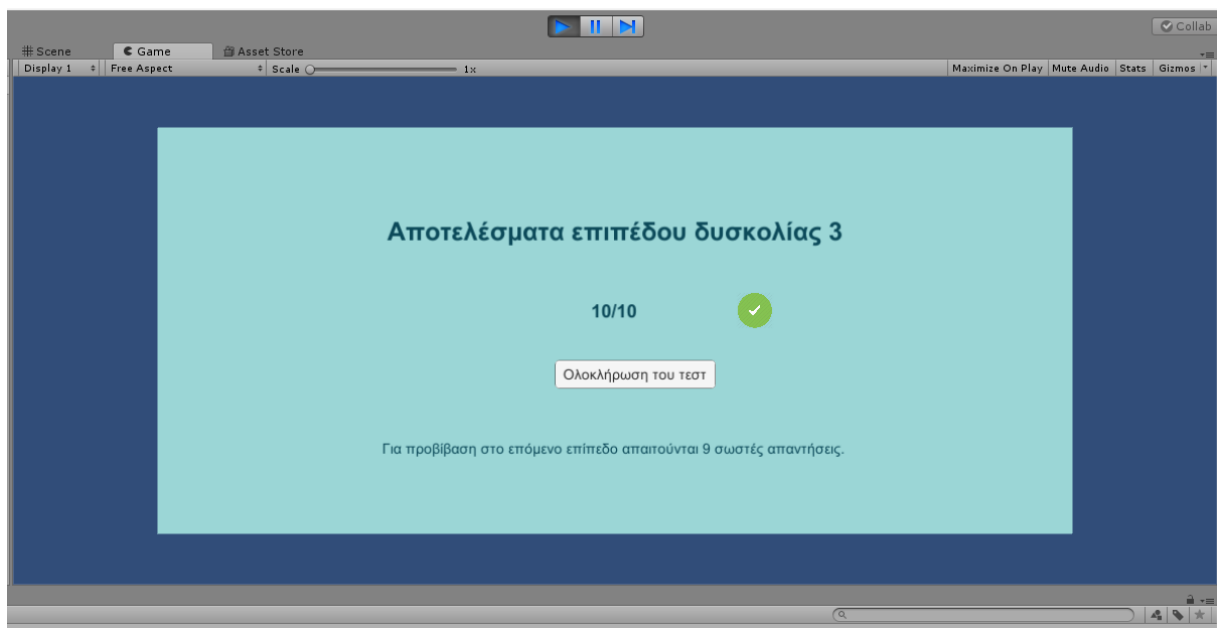 Collab
Scene Game Asset Store
Display 1 Free Aspect Scale 1x Maximize On Play Mute Audio Stats Gizmos
Αποτελέσματα επιπέδου δυσκολίας 3
10/10
Ολοκλήρωση του τεστ
Για προβίβαση στο επόμενο επίπεδο απαιτούνται 9 σωστές απαντήσεις.